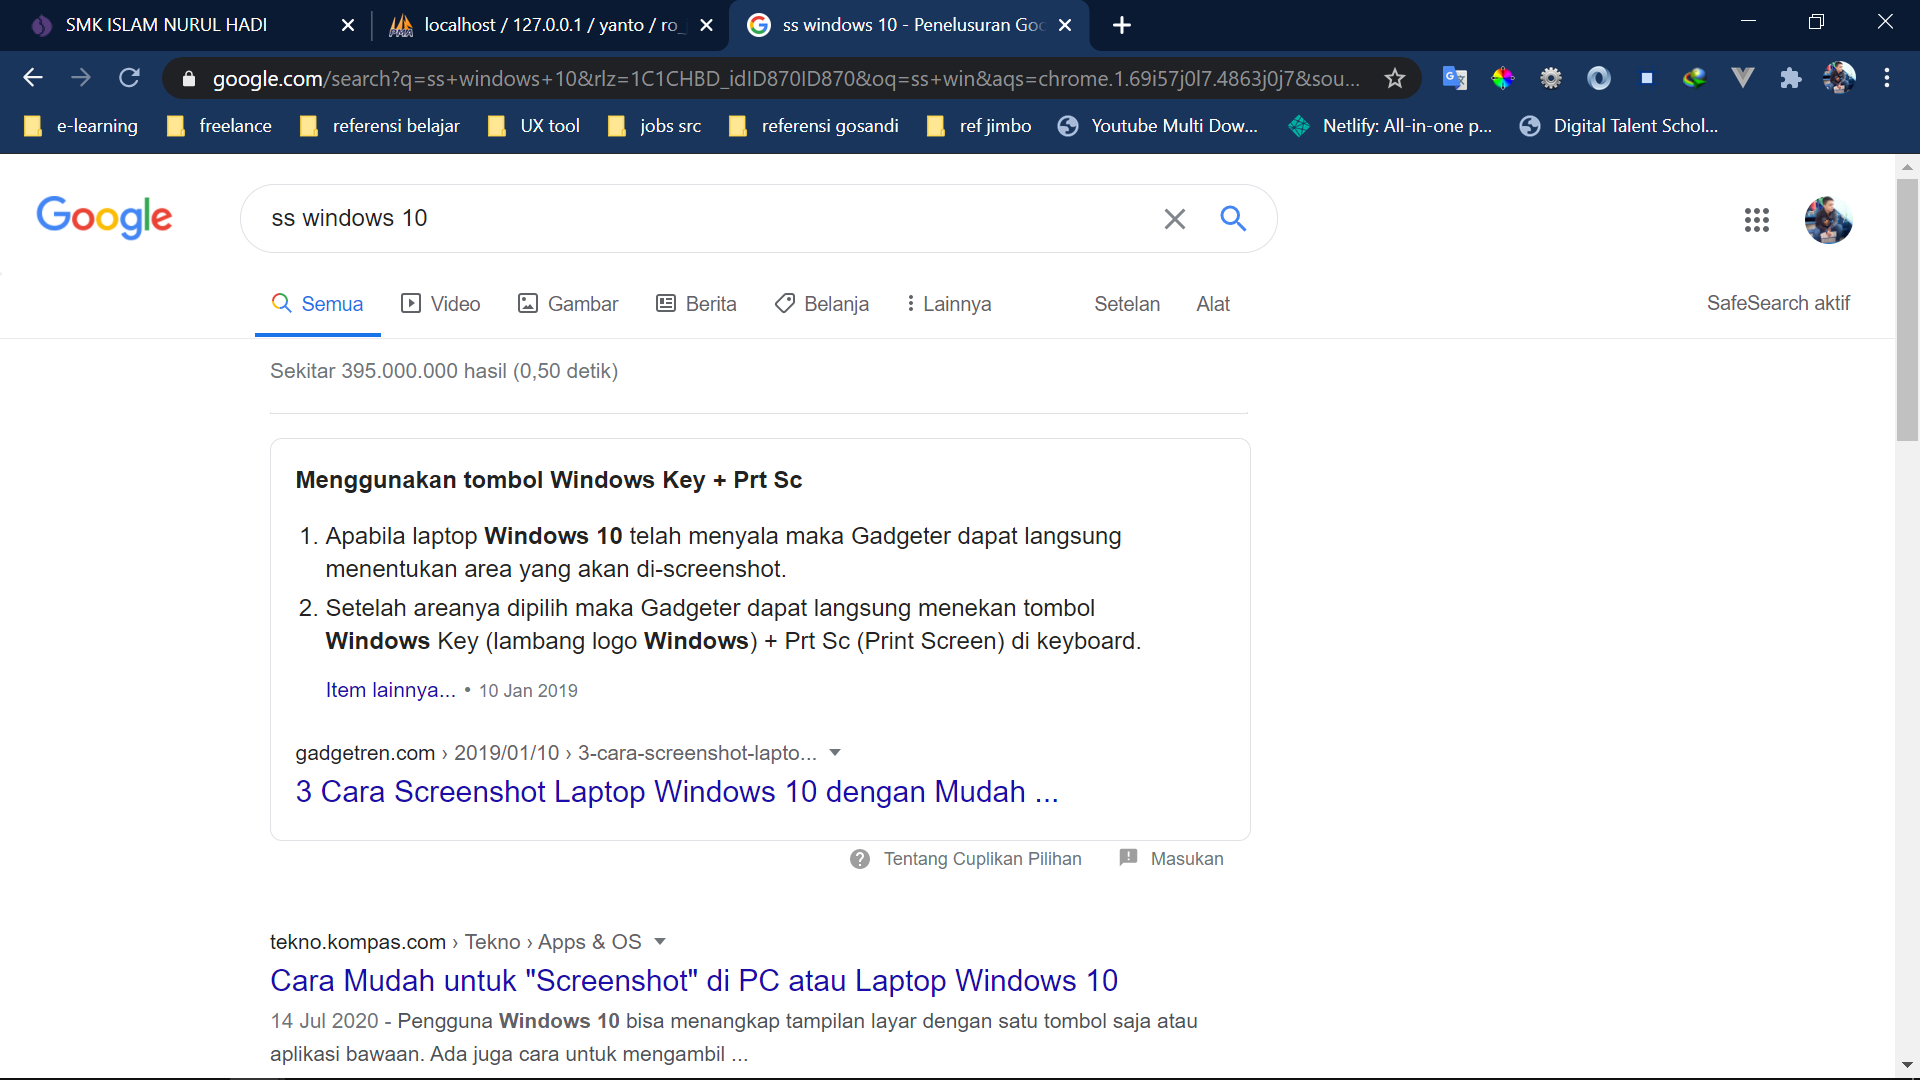 SMK ISLAM NURUL HADI
localhost / 127.0.0.1 / yanto / ro_
ss windows 10 - Penelusuran Goo
google.com/search?q=ss+windows+10&rlz=1C1CHBD_idID870ID870&oq=ss+win&aqs=chrome.1.69i57j0l7.4863j0j7&sou...
e-learning
freelance
referensi belajar
UX tool
jobs src
referensi gosandi
ref jimbo
Youtube Multi Dow...
Netlify: All-in-one p...
Digital Talent Schol...
Google
ss windows 10
Semua
Video
Gambar
Berita
Belanja
Lainnya
Setelan
Alat
SafeSearch aktif
Sekitar 395.000.000 hasil (0,50 detik)
Menggunakan tombol Windows Key + Prt Sc
1. Apabila laptop Windows 10 telah menyala maka Gadgeter dapat langsung
menentukan area yang akan di-screenshot.
2. Setelah areanya dipilih maka Gadgeter dapat langsung menekan tombol
Windows Key (lambang logo Windows) + Prt Sc (Print Screen) di keyboard.
Item lainnya... • 10 Jan 2019
gadgetren.com › 2019/01/10 › 3-cara-screenshot-lapto...
3 Cara Screenshot Laptop Windows 10 dengan Mudah ...
Tentang Cuplikan Pilihan
Masukan
tekno.kompas.com › Tekno › Apps & OS
Cara Mudah untuk "Screenshot" di PC atau Laptop Windows 10
14 Jul 2020 - Pengguna Windows 10 bisa menangkap tampilan layar dengan satu tombol saja atau
aplikasi bawaan. Ada juga cara untuk mengambil ...